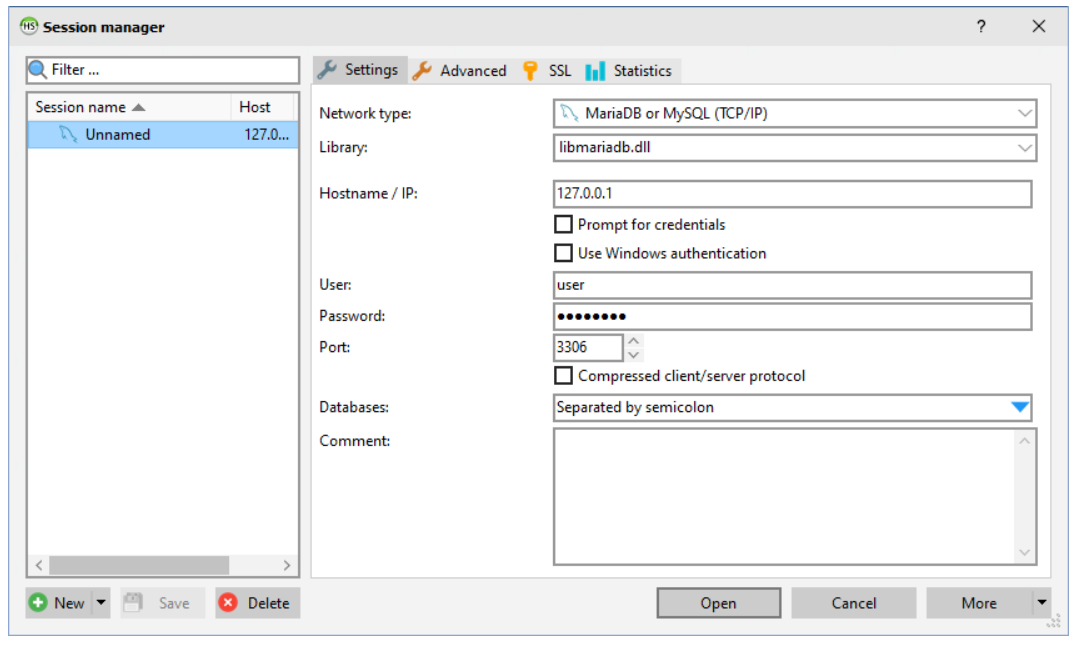 HS Session manager ?
Filter ...
Settings Advanced SSL Statistics
Session name Host
Unnamed 127.0...
Network type: MariaDB or MySQL (TCP/IP)
Library: libmariadb.dll
Hostname / IP: 127.0.0.1
Prompt for credentials
Use Windows authentication
User: user
Password: ●●●●●●●●
Port: 3306
Compressed client/server protocol
Databases: Separated by semicolon
Comment:
New Save Delete Open Cancel More